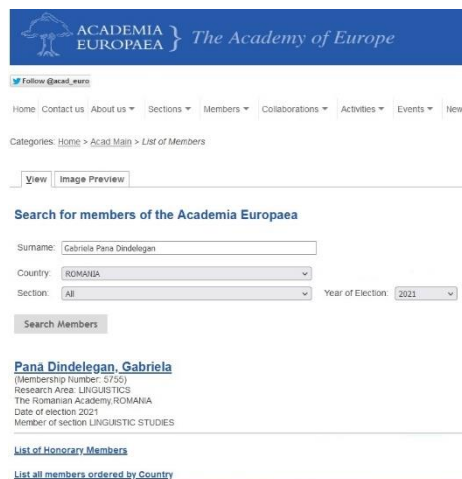 ACADEMIA
EUROPAEA } The Academy of Europe
Follow @acad_euro
Home Contact us About us Sections Members Collaborations Activities Events New
Categories: Home > Acad Main > List of Members
View Image Preview
Search for members of the Academia Europaea
Surname: Gabriela Pana Dindelegan
Country: ROMANIA
Section: All Year of Election: 2021
Search Members
Pană Dindelegan, Gabriela
(Membership Number: 5755)
Research Area: LINGUISTICS
The Romanian Academy,ROMANIA
Date of election 2021
Member of section LINGUISTIC STUDIES
List of Honorary Members
List all members ordered by Country